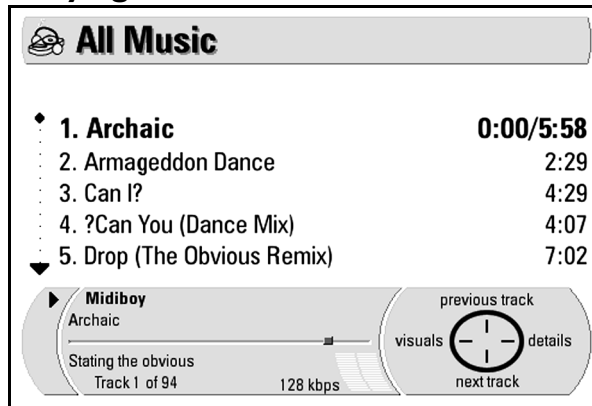 All Music
1. Archaic 0:00/5:58
2. Armageddon Dance 2:29
3. Can I? 4:29
4. ?Can You (Dance Mix) 4:07
5. Drop (The Obvious Remix) 7:02
Midiboy
Archaic
Stating the obvious
Track 1 of 94 128 kbps
previous track
visuals details
next track